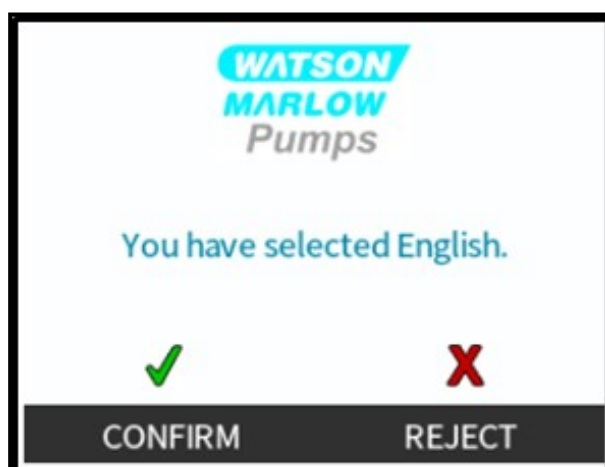 WATSON
MARLOW
Pumps
You have selected English.
CONFIRM REJECT